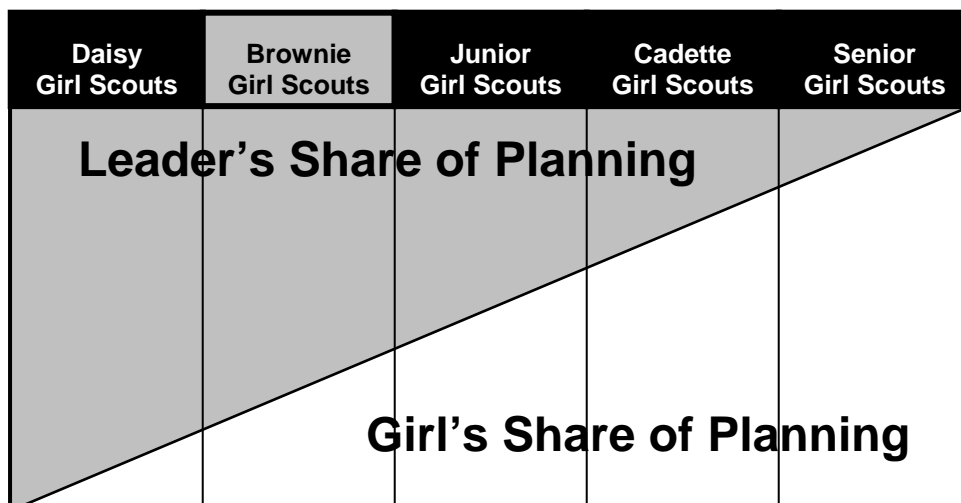 Daisy
Girl Scouts
Brownie
Girl Scouts
Junior
Girl Scouts
Cadette
Girl Scouts
Senior
Girl Scouts
Leader's Share of Planning
Girl's Share of Planning